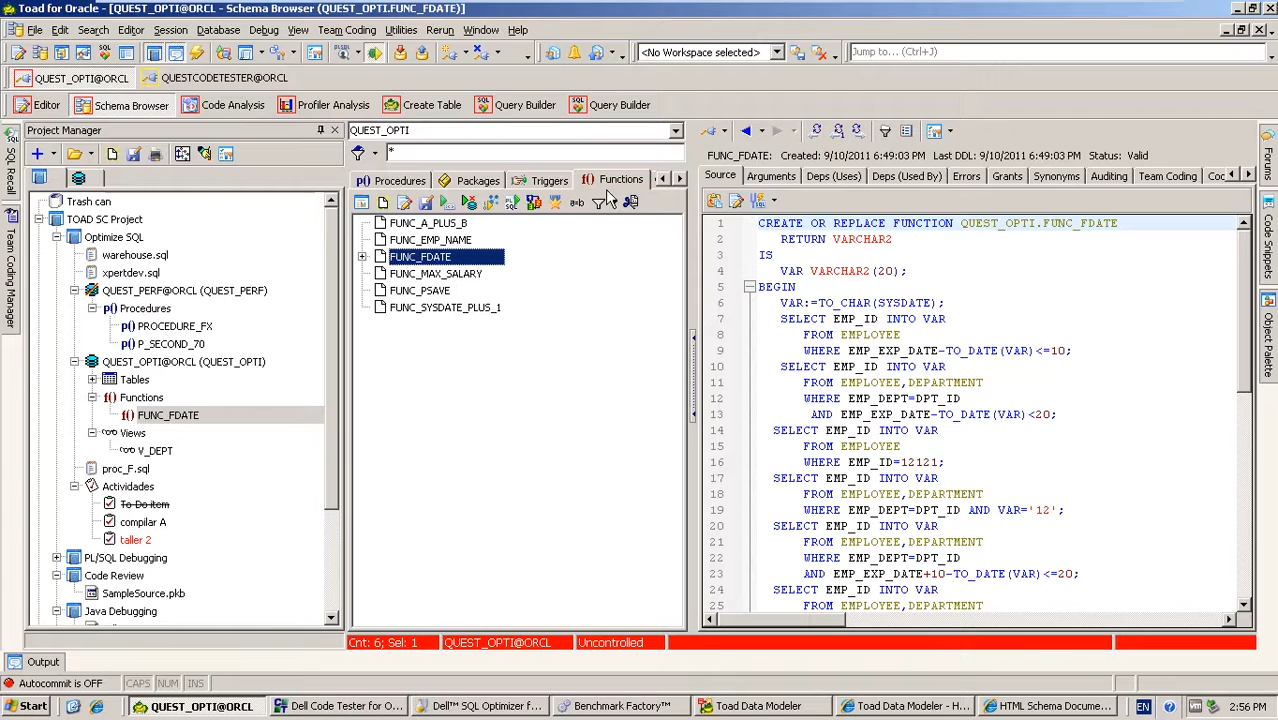 Toad for Oracle - [QUEST_OPTI@ORCL - Schema Browser (QUEST_OPTI.FUNC_FDATE)]
File Edit Search Editor Session Database Debug View Team Coding Utilities Rerun Window Help
<No Workspace selected> Jump to... (Ctrl+J)
QUEST_OPTI@ORCL QUESTCODETESTER@ORCL
Editor Schema Browser Code Analysis Profiler Analysis Create Table Query Builder Query Builder
SQL Recall
Project Manager
Project Manager
Trash can
TOAD SC Project
Optimize SQL
warehouse.sql
xpertdev.sql
QUEST_PERF@ORCL (QUEST_PERF)
Procedures
PROCEDURE_FX
P_SECOND_70
QUEST_OPTI@ORCL (QUEST_OPTI)
Tables
Functions
FUNC_FDATE
Views
V_DEPT
proc_F.sql
Actividades
To-Do item
compilar A
taller 2
PL/SQL Debugging
Code Review
SampleSource.pkb
Java Debugging
QUEST_OPTI
*
Procedures Packages Triggers Functions
FUNC_A_PLUS_B
FUNC_EMP_NAME
FUNC_FDATE
FUNC_MAX_SALARY
FUNC_PSAVE
FUNC_SYSDATE_PLUS_1
Cnt: 6; Sel: 1 QUEST_OPTI@ORCL Uncontrolled
FUNC_FDATE: Created: 9/10/2011 6:49:03 PM Last DDL: 9/10/2011 6:49:03 PM Status: Valid
Source Arguments Deps (Uses) Deps (Used By) Errors Grants Synonyms Auditing Team Coding
1 CREATE OR REPLACE FUNCTION QUEST_OPTI.FUNC_FDATE
2 RETURN VARCHAR2
3 IS
4 VAR VARCHAR2(20);
5 BEGIN
6 VAR:=TO_CHAR(SYSDATE);
7 SELECT EMP_ID INTO VAR
8 FROM EMPLOYEE
9 WHERE EMP_EXP_DATE-TO_DATE(VAR)<=10;
10 SELECT EMP_ID INTO VAR
11 FROM EMPLOYEE,DEPARTMENT
12 WHERE EMP_DEPT=DPT_ID
13 AND EMP_EXP_DATE-TO_DATE(VAR)<20;
14 SELECT EMP_ID INTO VAR
15 FROM EMPLOYEE
16 WHERE EMP_ID=12121;
17 SELECT EMP_ID INTO VAR
18 FROM EMPLOYEE,DEPARTMENT
19 WHERE EMP_DEPT=DPT_ID AND VAR='12';
20 SELECT EMP_ID INTO VAR
21 FROM EMPLOYEE,DEPARTMENT
22 WHERE EMP_DEPT=DPT_ID
23 AND EMP_EXP_DATE+10-TO_DATE(VAR)<=20;
24 SELECT EMP_ID INTO VAR
25 FROM EMPLOYEE,DEPARTMENT
Forms
Code Snippets
Object Palette
Output
Autocommit is OFF CAPS NUM INS
Start QUEST_OPTI@ORCL Dell Code Tester for O... Dell™ SQL Optimizer f... Benchmark Factory™ Toad Data Modeler Toad Data Modeler - H... HTML Schema Docume... EN 2:56 PM